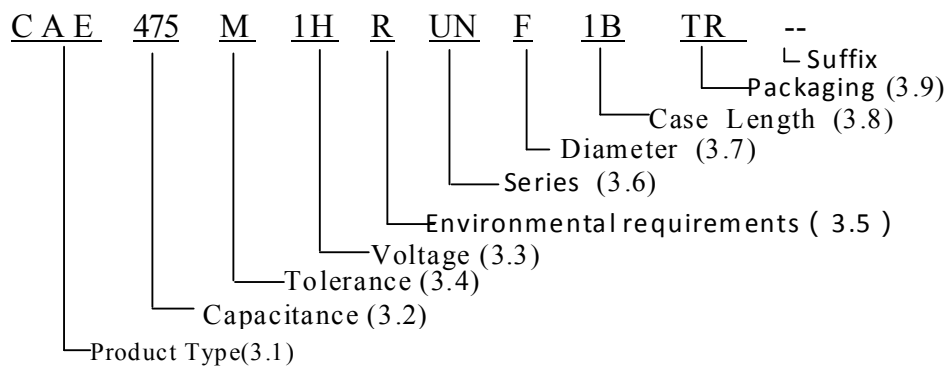 CAE 475 M 1H R UN F 1B TR --
Suffix
Packaging (3.9)
Case Length (3.8)
Diameter (3.7)
Series (3.6)
Environmental requirements ( 3.5 )
Voltage (3.3)
Tolerance (3.4)
Capacitance (3.2)
Product Type(3.1)